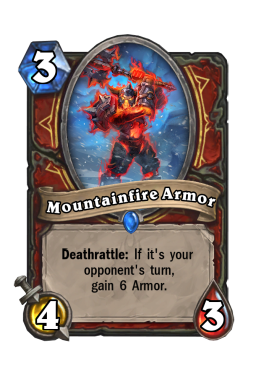 3
Mountainfire Armor
Deathrattle: If it's your
opponent's turn,
gain 6 Armor.
4
3